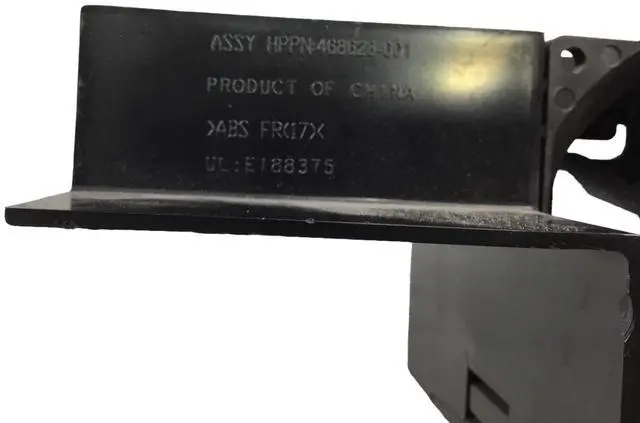 ASSY HPPN:468628-001
PRODUCT OF CHINA
>ABS FR(17)<
UL:E188375